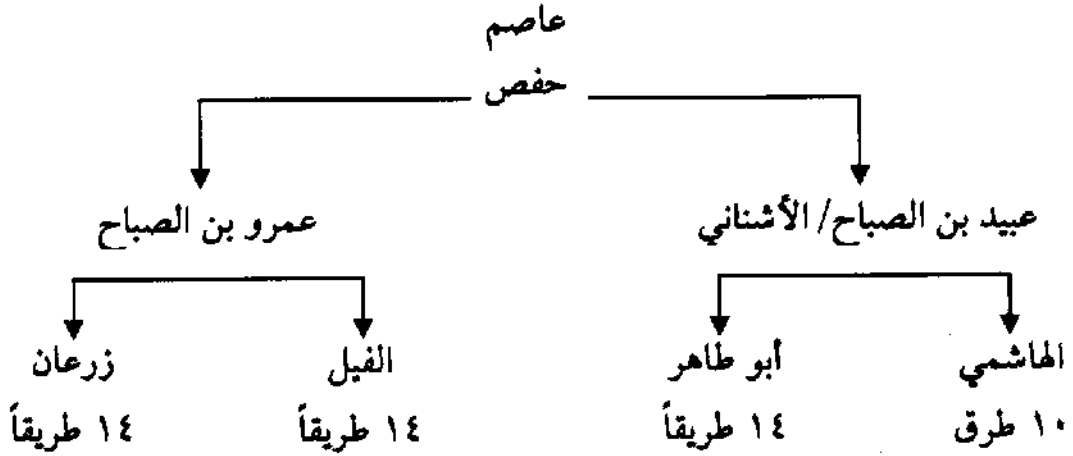 عاصم
حفص
عبيد بن الصباح/ الأشناني
عمرو بن الصباح
الهاشمي
أبو طاهر
الفيل
زرعان
١٠ طرق
١٤ طريقاً
١٤ طريقاً
١٤ طريقاً